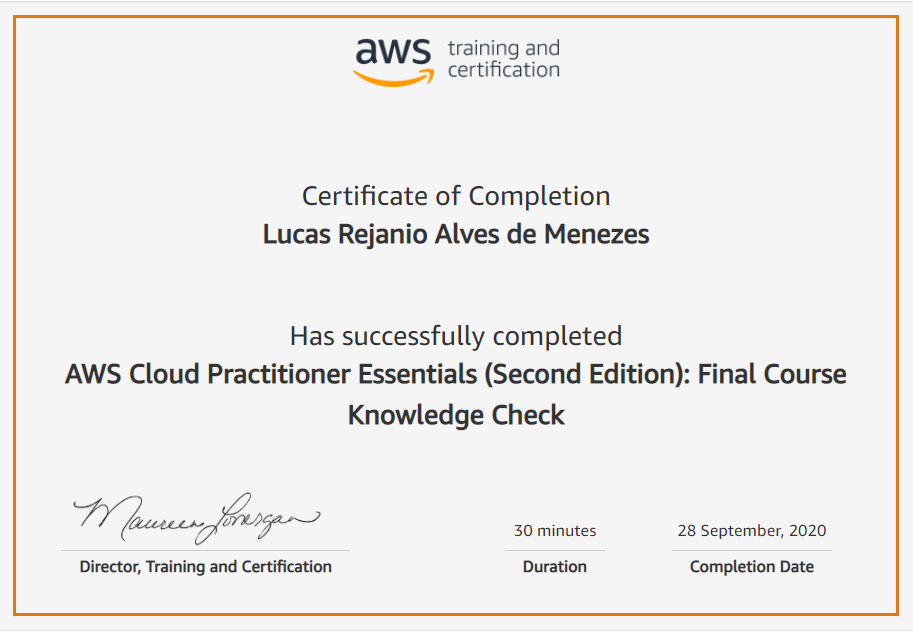 aws training and
certification
Certificate of Completion
Lucas Rejanio Alves de Menezes
Has successfully completed
AWS Cloud Practitioner Essentials (Second Edition): Final Course
Knowledge Check
Maureen Lonergan
30 minutes
28 September, 2020
Director, Training and Certification
Duration
Completion Date